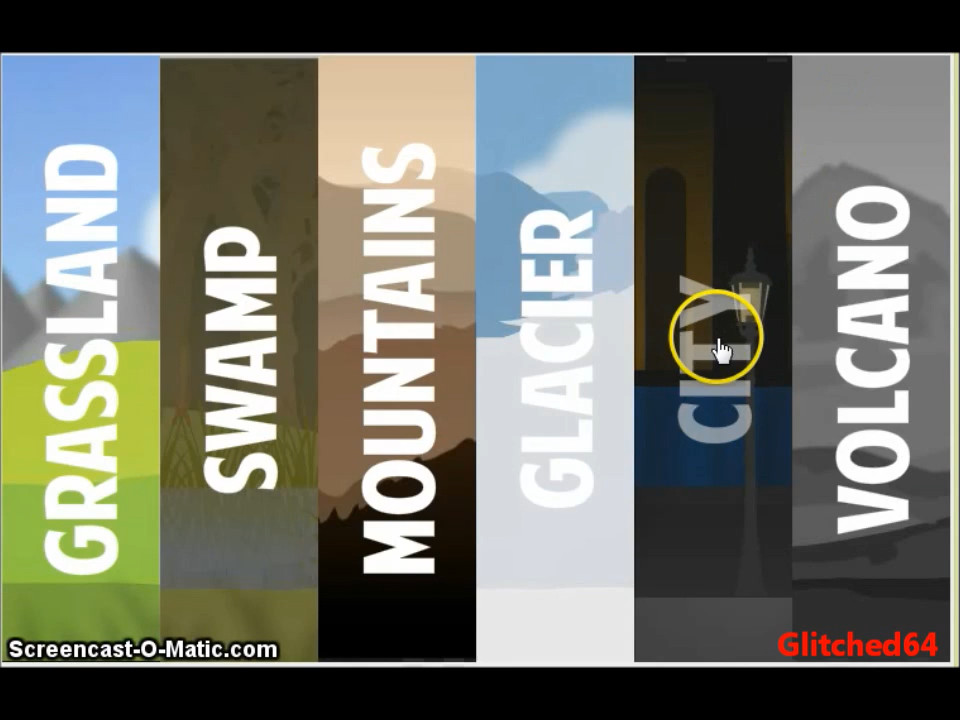 GRASSLAND
SWAMP
MOUNTAINS
GLACIER
CITY
VOLCANO
Screencast-O-Matic.com
Glitched64